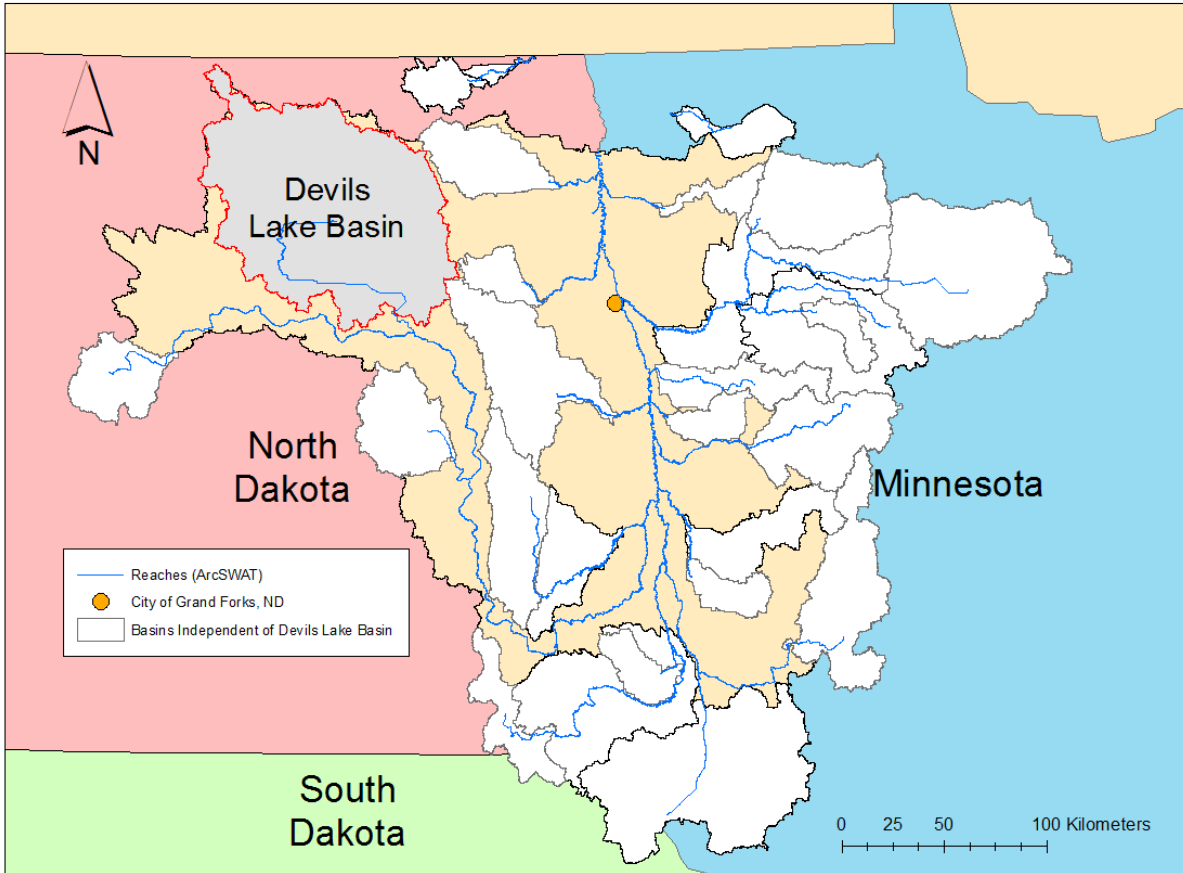 N
Devils
Lake Basin
North
Dakota
Minnesota
Reaches (ArcSWAT)
City of Grand Forks, ND
Basins Independent of Devils Lake Basin
South
Dakota
0 25 50 100 Kilometers